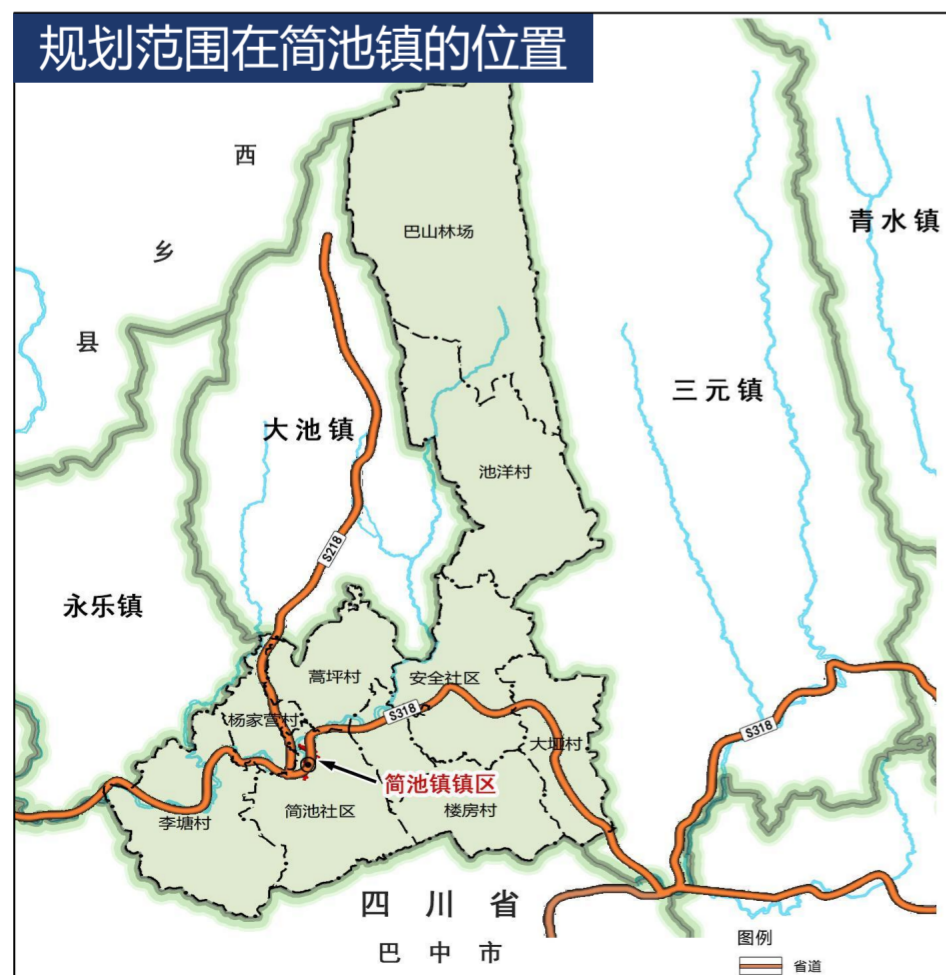 规划范围在简池镇的位置
西
乡
县
巴山林场
青水镇
三元镇
大池镇
池洋村
S218
永乐镇
蒿坪村
安全社区
杨家营村
S318
大垭村
S318
简池镇镇区
李塘村
简池社区
楼房村
四川省
巴中市
图例
省道